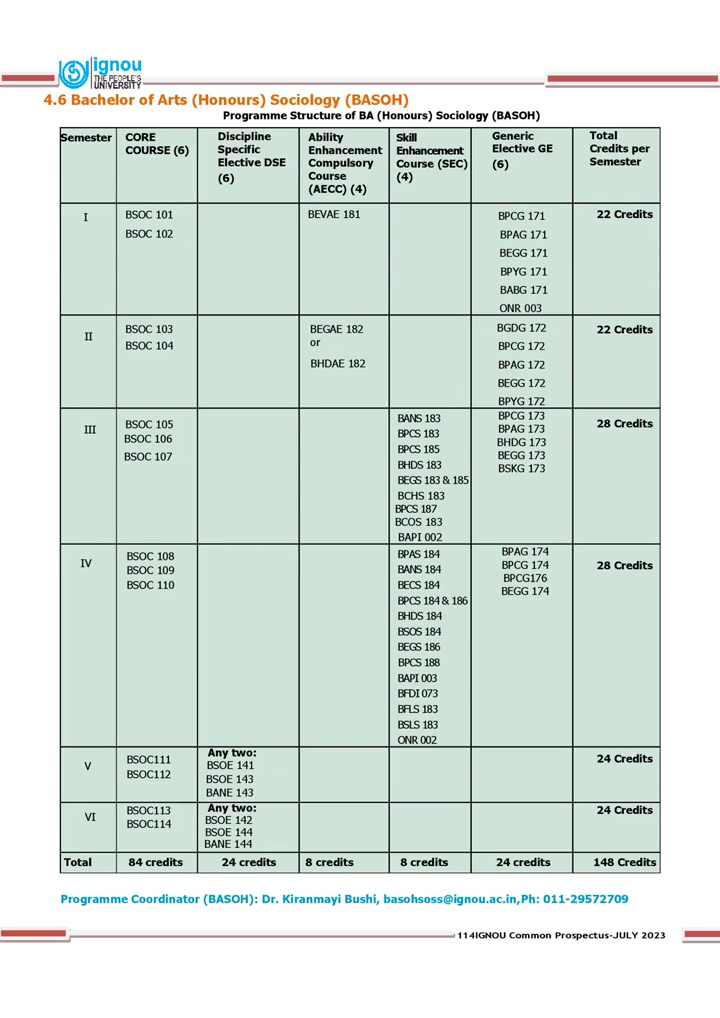 ignou
THE PEOPLE'S
UNIVERSITY
4.6 Bachelor of Arts (Honours) Sociology (BASOH)
Programme Structure of BA (Honours) Sociology (BASOH)
Semester
CORE
COURSE (6)
Discipline
Specific
Elective DSE
(6)
Ability
Enhancement
Compulsory
Course
(AECC) (4)
Skill
Enhancement
Course (SEC)
(4)
Generic
Elective GE
(6)
Total
Credits per
Semester
I
BSOC 101
BSOC 102
BEVAE 181
BPCG 171
BPAG 171
BEGG 171
BPYG 171
BABG 171
ONR 003
22 Credits
II
BSOC 103
BSOC 104
BEGAE 182
or
BHDAE 182
BGDG 172
BPCG 172
BPAG 172
BEGG 172
BPYG 172
22 Credits
III
BSOC 105
BSOC 106
BSOC 107
BANS 183
BPCS 183
BPCS 185
BHDS 183
BEGS 183 & 185
BCHS 183
BPCS 187
BCOS 183
BAPI 002
BPCG 173
BPAG 173
BHDG 173
BEGG 173
BSKG 173
28 Credits
IV
BSOC 108
BSOC 109
BSOC 110
BPAS 184
BANS 184
BECS 184
BPCS 184 & 186
BHDS 184
BSOS 184
BEGS 186
BPCS 188
BAPI 003
BFDI 073
BFLS 183
BSLS 183
ONR 002
BPAG 174
BPCG 174
BPCG176
BEGG 174
28 Credits
V
BSOC111
BSOC112
Any two:
BSOE 141
BSOE 143
BANE 143
24 Credits
VI
BSOC113
BSOC114
Any two:
BSOE 142
BSOE 144
BANE 144
24 Credits
Total
84 credits
24 credits
8 credits
8 credits
24 credits
148 Credits
Programme Coordinator (BASOH): Dr. Kiranmayi Bushi, basohsoss@ignou.ac.in,Ph: 011-29572709
114IGNOU Common Prospectus-JULY 2023